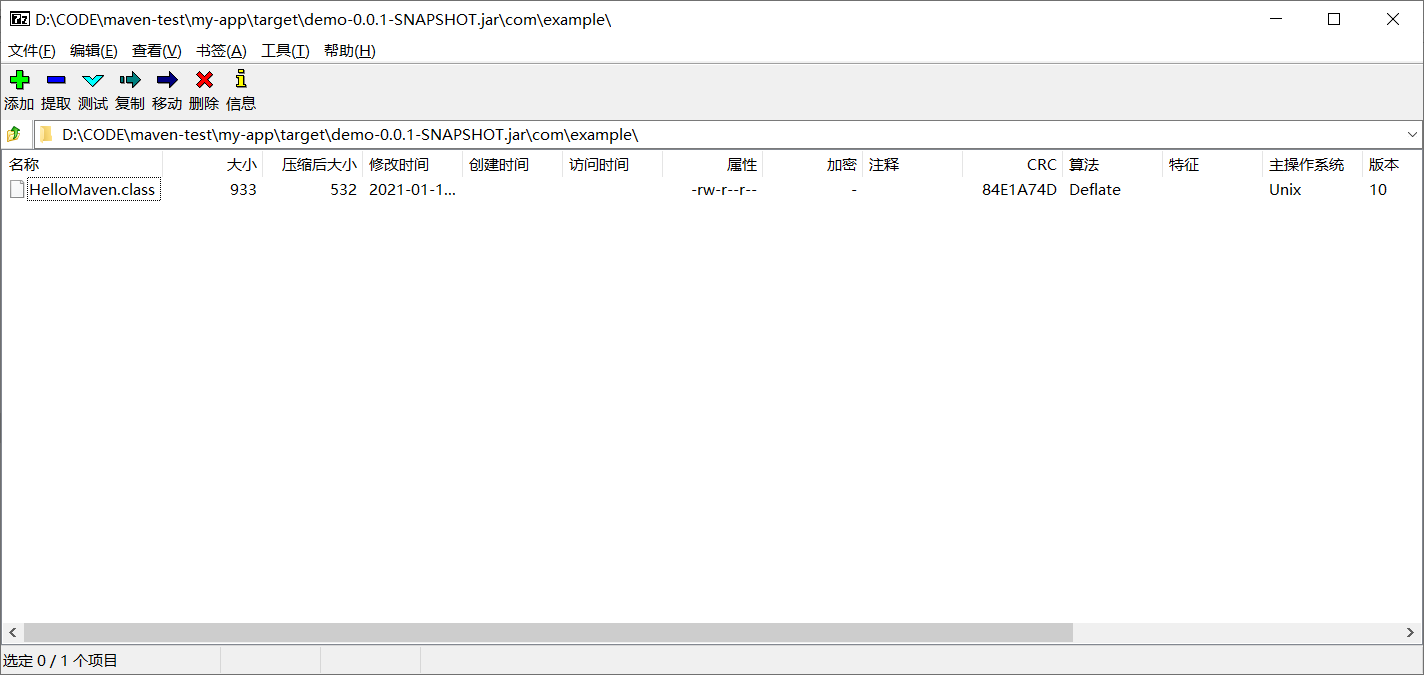 D:\CODE\maven-test\my-app\target\demo-0.0.1-SNAPSHOT.jar\com\example\
文件(F) 编辑(E) 查看(V) 书签(A) 工具(T) 帮助(H)
添加 提取 测试 复制 移动 删除 信息
D:\CODE\maven-test\my-app\target\demo-0.0.1-SNAPSHOT.jar\com\example\
名称 大小 压缩后大小 修改时间 创建时间 访问时间 属性 加密 注释 CRC 算法 特征 主操作系统 版本
HelloMaven.class 933 532 2021-01-1... -rw-r--r-- - 84E1A74D Deflate Unix 10
选定 0 / 1 个项目